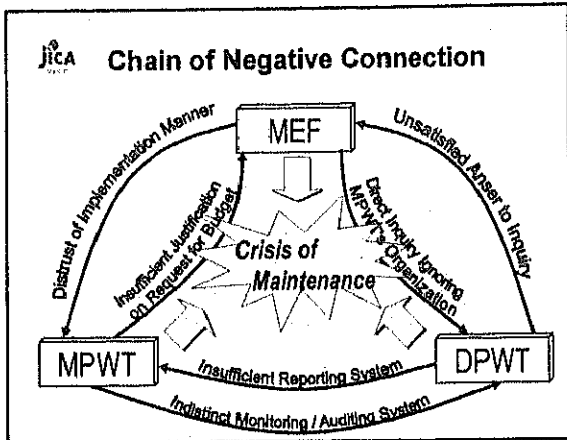 JICA
Chain of Negative Connection
MEF
Distrust of Implementation Manner
Insufficient Justification
on Request for Budget
Direct Inquiry Ignoring
MPWT's Organization
Unsatisfied Anser to Inquiry
Crisis of
Maintenance
MPWT
DPWT
Insufficient Reporting System
Indistinct Monitoring / Auditing System